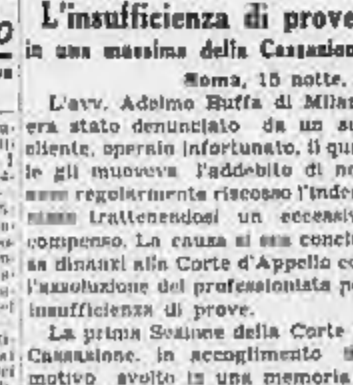 L'insufficienza di prove
in una massima della Cassazion
Roma, 15 notte.
L'avv. Adelmo Buffa di Milan
era stato denunciato da un su
cliente, operaio infortunato, il qua
le gli muoveva l'addebito di no
regolarmente riscosso l'inden
trattenendosi un eccessiv
compenso. La causa si era conclu
sa dinanzi alla Corte d'Appello co
l'assoluzione del professionista pe
insufficienza di prove.
La prima Sezione della Corte
Cassazione, in accoglimento
motivo svolto in una memoria